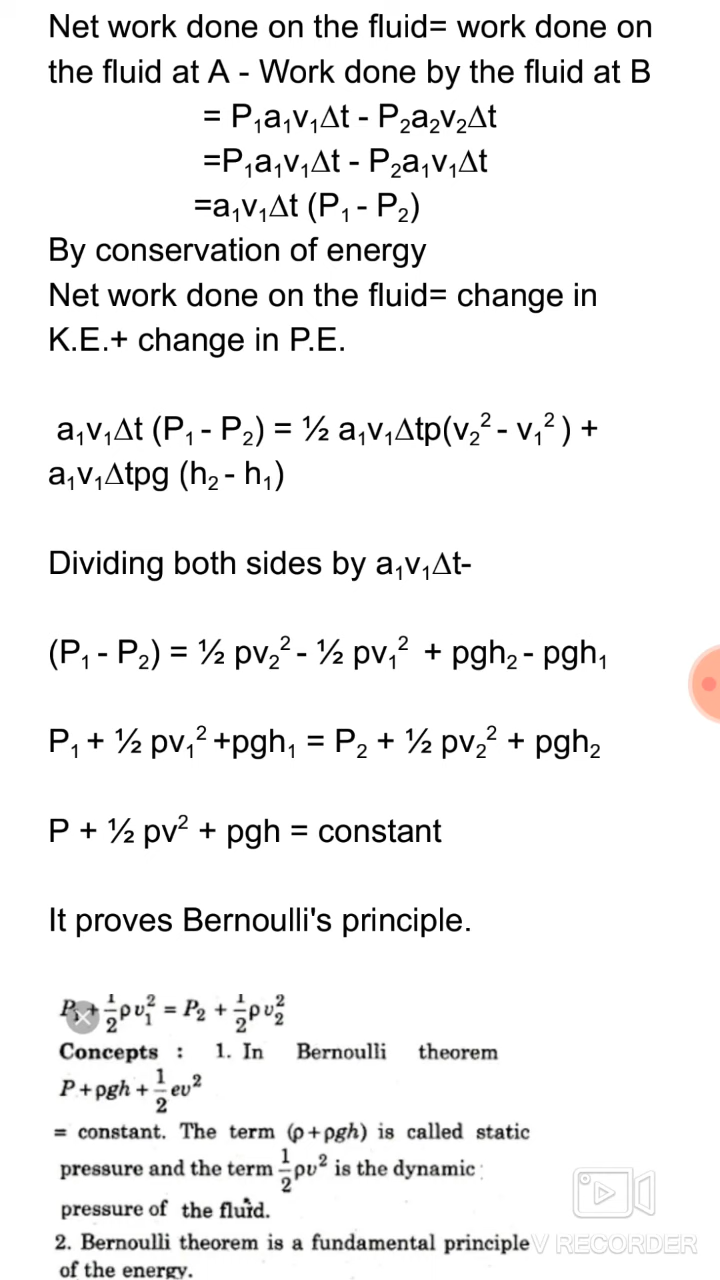 Net work done on the fluid= work done on
the fluid at A - Work done by the fluid at B
= P₁a₁v₁Δt - P₂a₂v₂Δt
=P₁a₁v₁Δt - P₂a₁v₁Δt
=a₁v₁Δt (P₁ - P₂)
By conservation of energy
Net work done on the fluid= change in
K.E.+ change in P.E.
a₁v₁Δt (P₁ - P₂) = ½ a₁v₁Δtp(v₂² - v₁² ) +
a₁v₁Δtpg (h₂ - h₁)
Dividing both sides by a₁v₁Δt-
(P₁ - P₂) = ½ pv₂² - ½ pv₁² + pgh₂ - pgh₁
P₁ + ½ pv₁² +pgh₁ = P₂ + ½ pv₂² + pgh₂
P + ½ pv² + pgh = constant
It proves Bernoulli's principle.
P₁ + ½ρυ₁² = P₂ + ½ρυ₂²
Concepts : 1. In Bernoulli theorem
P + ρgh + ½ ev²
= constant. The term (ρ+ρgh) is called static
pressure and the term ½ρυ² is the dynamic
pressure of the fluid.
2. Bernoulli theorem is a fundamental principle
of the energy.
V RECORDER